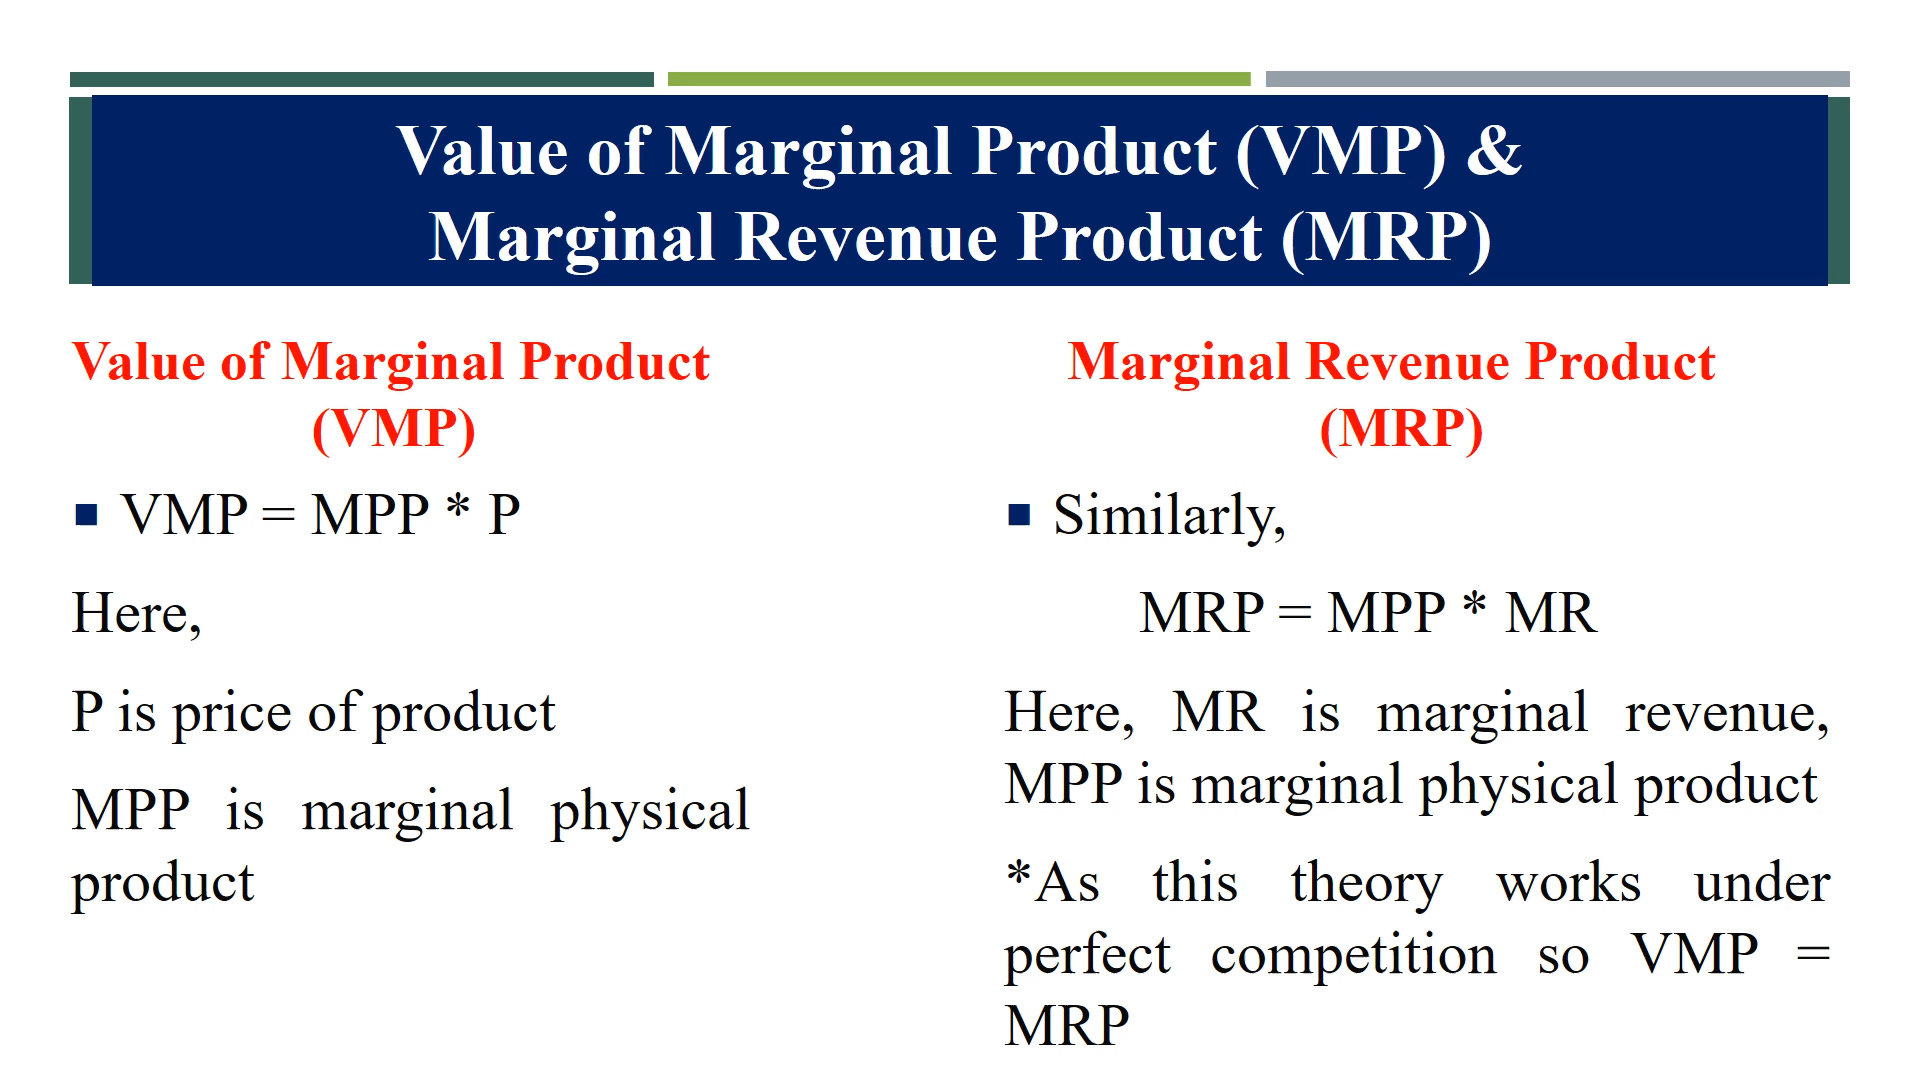 Value of Marginal Product (VMP) &
Marginal Revenue Product (MRP)
Value of Marginal Product
(VMP)
▪ VMP = MPP * P
Here,
P is price of product
MPP is marginal physical
product
Marginal Revenue Product
(MRP)
▪ Similarly,
MRP = MPP * MR
Here, MR is marginal revenue,
MPP is marginal physical product
*As this theory works under
perfect competition so VMP =
MRP